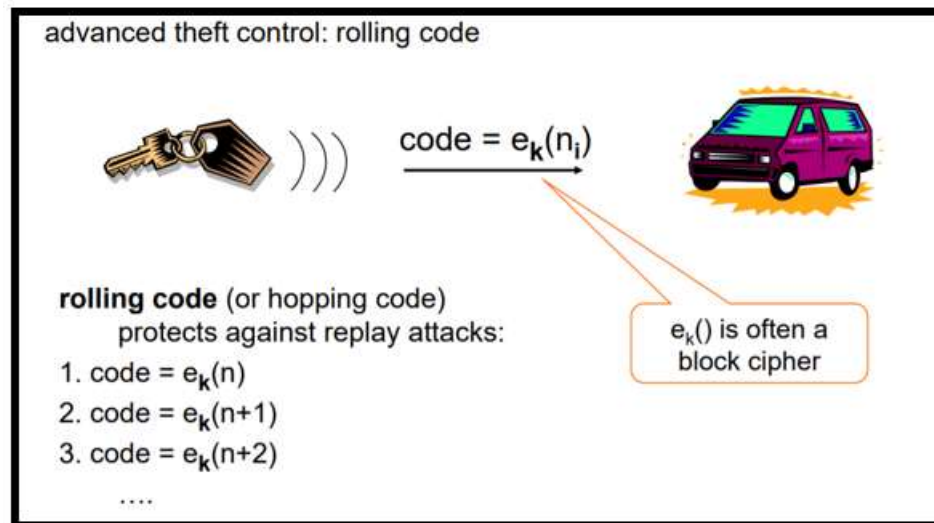 advanced theft control: rolling code
code = eₖ(nᵢ)
rolling code (or hopping code)
protects against replay attacks:
1. code = eₖ(n)
2. code = eₖ(n+1)
3. code = eₖ(n+2)
....
eₖ() is often a
block cipher